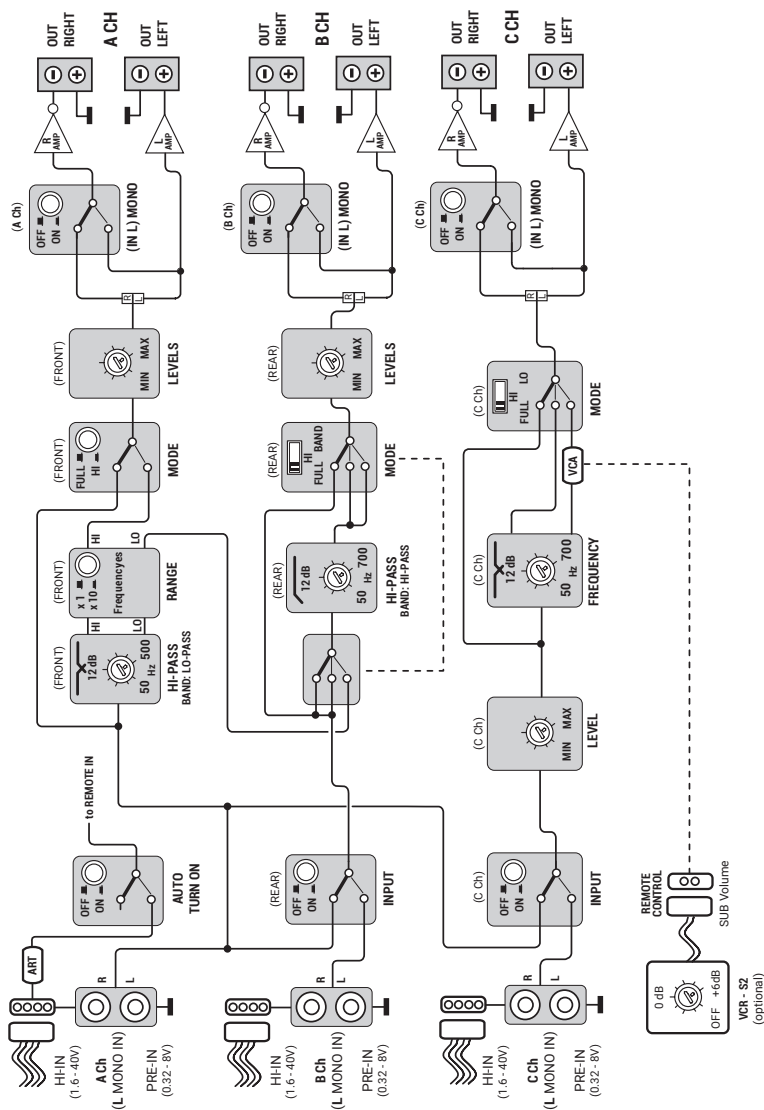 HI-IN
(1.6 - 40V)
A Ch
(L MONO IN)
PRE-IN
(0.32 - 8V)
R
L
ART
OFF
ON
AUTO
TURN ON
to REMOTE IN
(FRONT)
12 dB
50
Hz
500
HI-PASS
BAND: LO-PASS
HI
LO
(FRONT)
x 1
x 10
Frequencyes
RANGE
HI
LO
(FRONT)
FULL
HI
MODE
(FRONT)
MIN
MAX
LEVELS
R
L
(A Ch)
OFF
ON
(IN L) MONO
R
AMP
L
AMP
OUT
RIGHT
A CH
OUT
LEFT
HI-IN
(1.6 - 40V)
B Ch
(L MONO IN)
PRE-IN
(0.32 - 8V)
R
L
(REAR)
OFF
ON
INPUT
(REAR)
12 dB
50
Hz
700
HI-PASS
BAND: HI-PASS
(REAR)
HI
FULL
BAND
MODE
(REAR)
MIN
MAX
LEVELS
R
L
(B Ch)
OFF
ON
(IN L) MONO
R
AMP
L
AMP
OUT
RIGHT
B CH
OUT
LEFT
HI-IN
(1.6 - 40V)
C Ch
(L MONO IN)
PRE-IN
(0.32 - 8V)
R
L
(C Ch)
OFF
ON
INPUT
(C Ch)
MIN
MAX
LEVEL
(C Ch)
12 dB
50
Hz
700
FREQUENCY
VCA
(C Ch)
HI
FULL
LO
MODE
R
L
(C Ch)
OFF
ON
(IN L) MONO
R
AMP
L
AMP
OUT
RIGHT
C CH
OUT
LEFT
0 dB
OFF
+6dB
VCR - S2
(optional)
REMOTE
CONTROL
SUB Volume